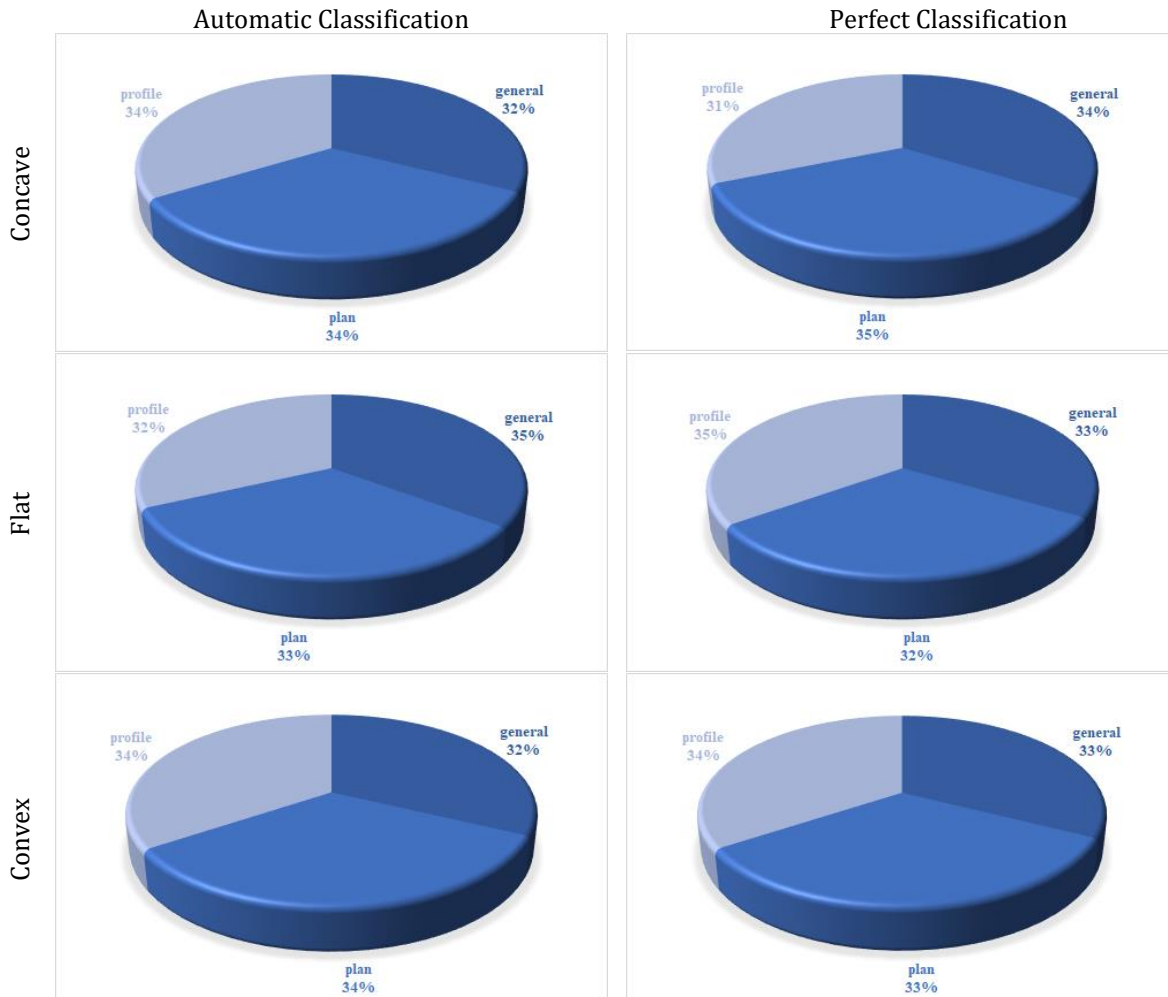 Automatic Classification
Perfect Classification
Concave
profile
34%
general
32%
plan
34%
profile
31%
general
34%
plan
35%
Flat
profile
32%
general
35%
plan
33%
profile
35%
general
33%
plan
32%
Convex
profile
34%
general
32%
plan
34%
profile
34%
general
33%
plan
33%